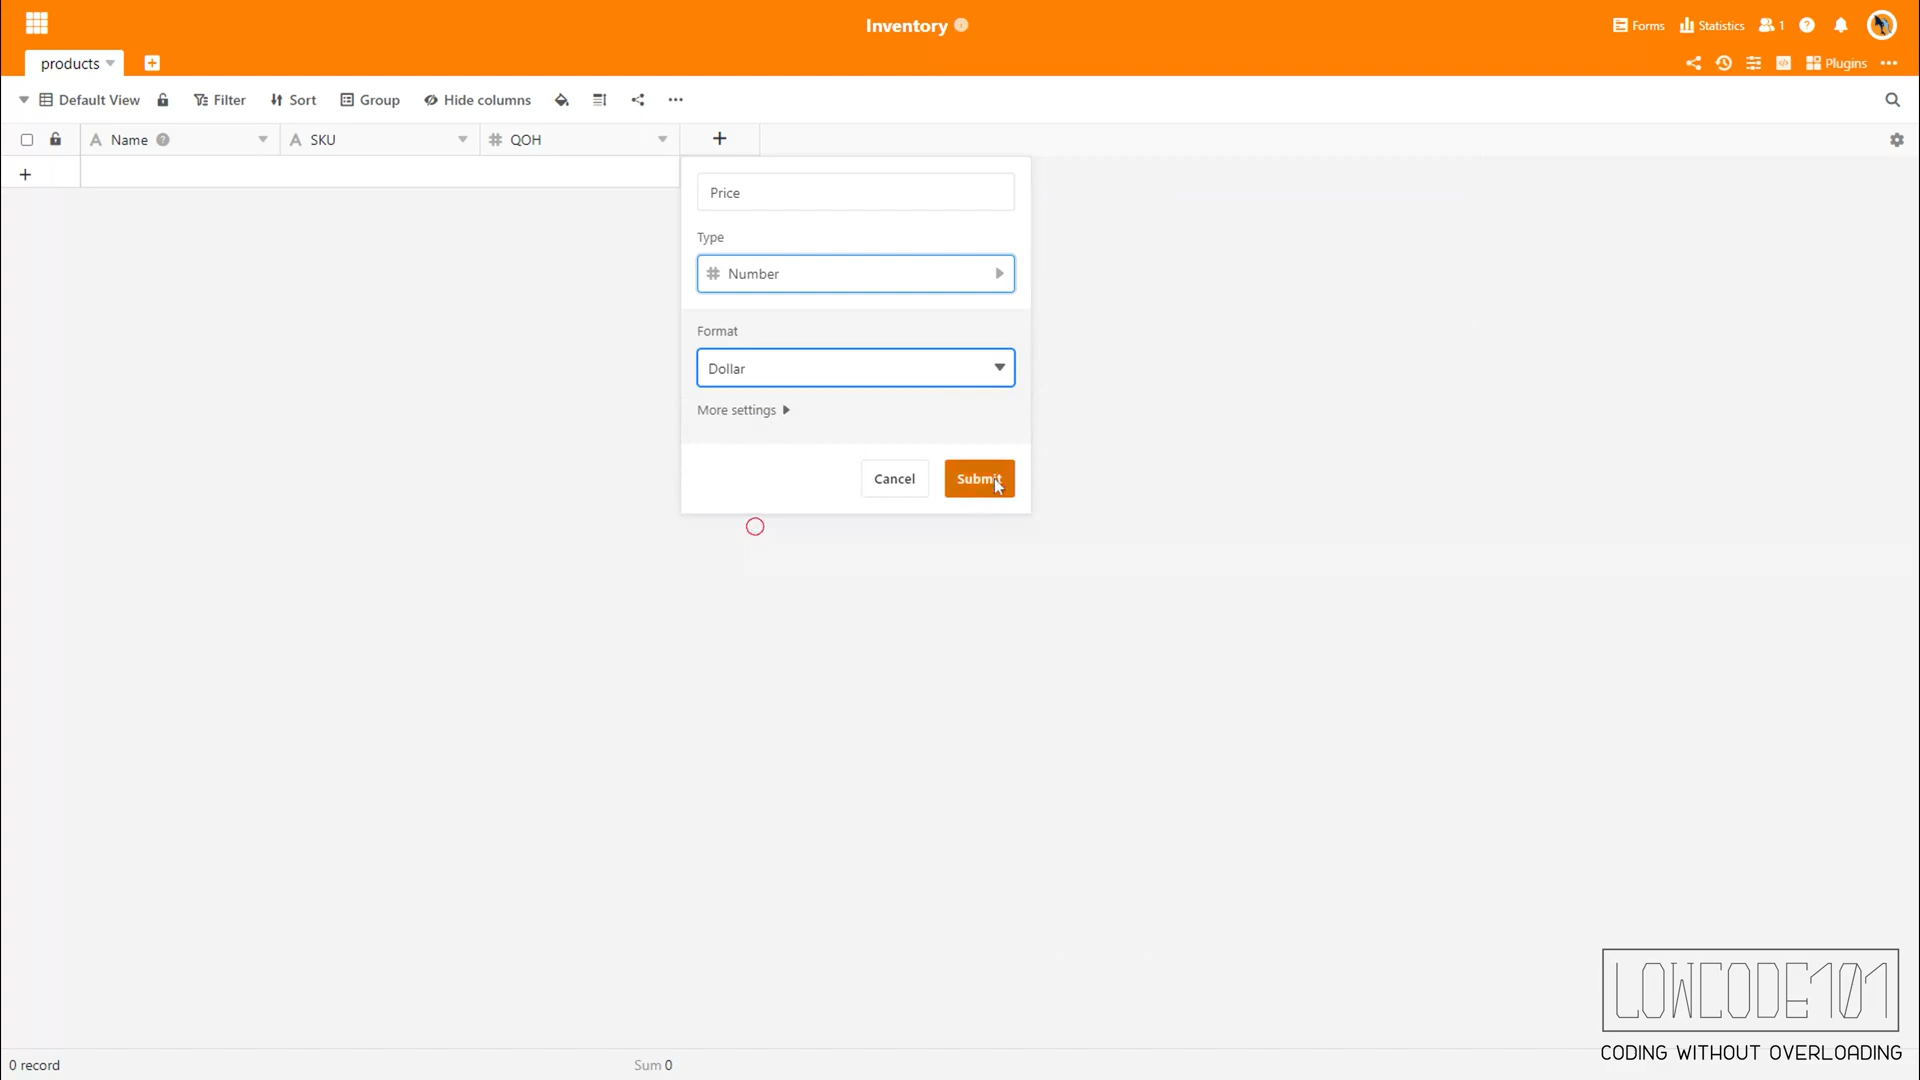 Inventory
Forms
Statistics
1
products
Plugins
Default View
Filter
Sort
Group
Hide columns
Name
SKU
QOH
Price
Type
Number
Format
Dollar
More settings
Cancel
Submit
LOWCODE101
CODING WITHOUT OVERLOADING
0 record
Sum 0